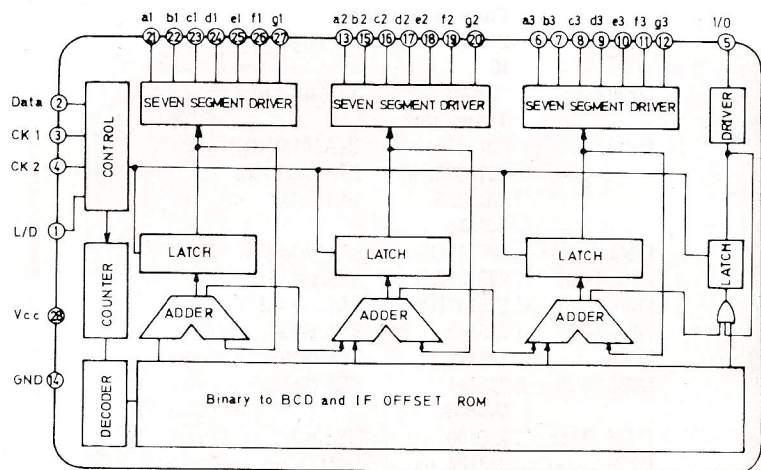 a1 b1 c1 d1 e1 f1 g1 a2 b2 c2 d2 e2 f2 g2 a3 b3 c3 d3 e3 f3 g3 I/O
21 22 23 24 25 26 27 13 15 16 17 18 19 20 6 7 8 9 10 11 12 5
SEVEN SEGMENT DRIVER SEVEN SEGMENT DRIVER SEVEN SEGMENT DRIVER DRIVER
Data 2
CK 1 3
CK 2 4
L/D 1
CONTROL
LATCH LATCH LATCH LATCH
COUNTER
Vcc 28
ADDER ADDER ADDER
GND 14
DECODER
Binary to BCD and IF OFFSET ROM